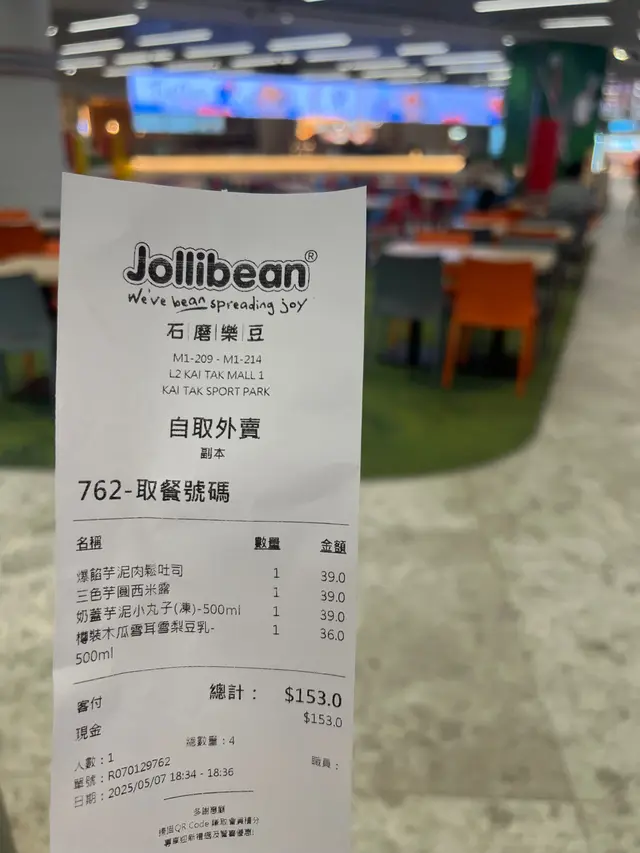 Jollibean®
We've bean spreading joy
石磨樂豆
M1-209 - M1-214
L2 KAI TAK MALL 1
KAI TAK SPORT PARK
自取外賣
副本
762-取餐號碼
名稱 數量 金額
爆餡芋泥肉鬆吐司 1 39.0
三色芋圓西米露 1 39.0
奶蓋芋泥小丸子(凍)-500ml 1 39.0
樽裝木瓜雪耳雪梨豆乳-500ml 1 36.0
總計： $153.0
客付 $153.0
現金
總數量：4
人數：1 職員：
單號：R070129762
日期：2025/05/07 18:34 - 18:36
QR Code